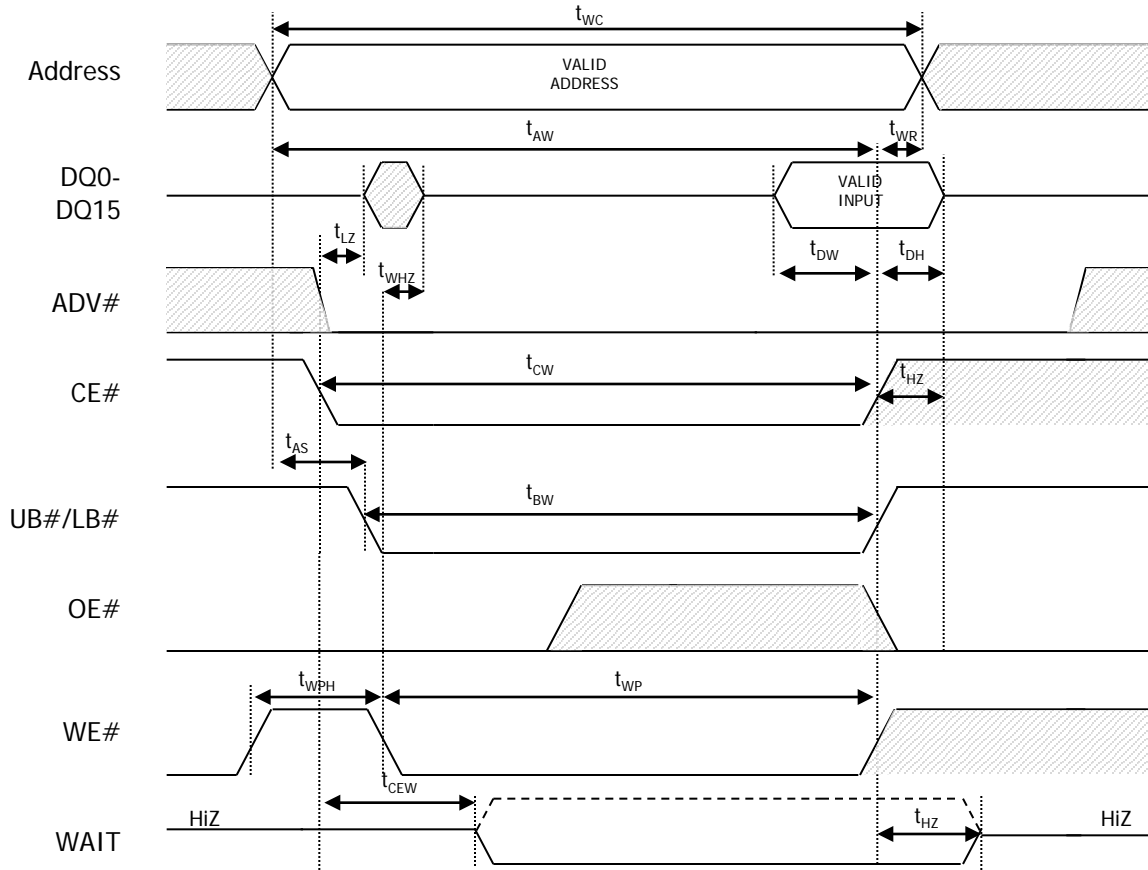 tWC
Address
VALID
ADDRESS
tAW
tWR
DQ0-
DQ15
VALID
INPUT
tLZ
tWHZ
tDW
tDH
ADV#
tCW
CE#
tHZ
tAS
tBW
UB#/LB#
OE#
tWPH
tWP
WE#
tCEW
HiZ
tHZ
HiZ
WAIT